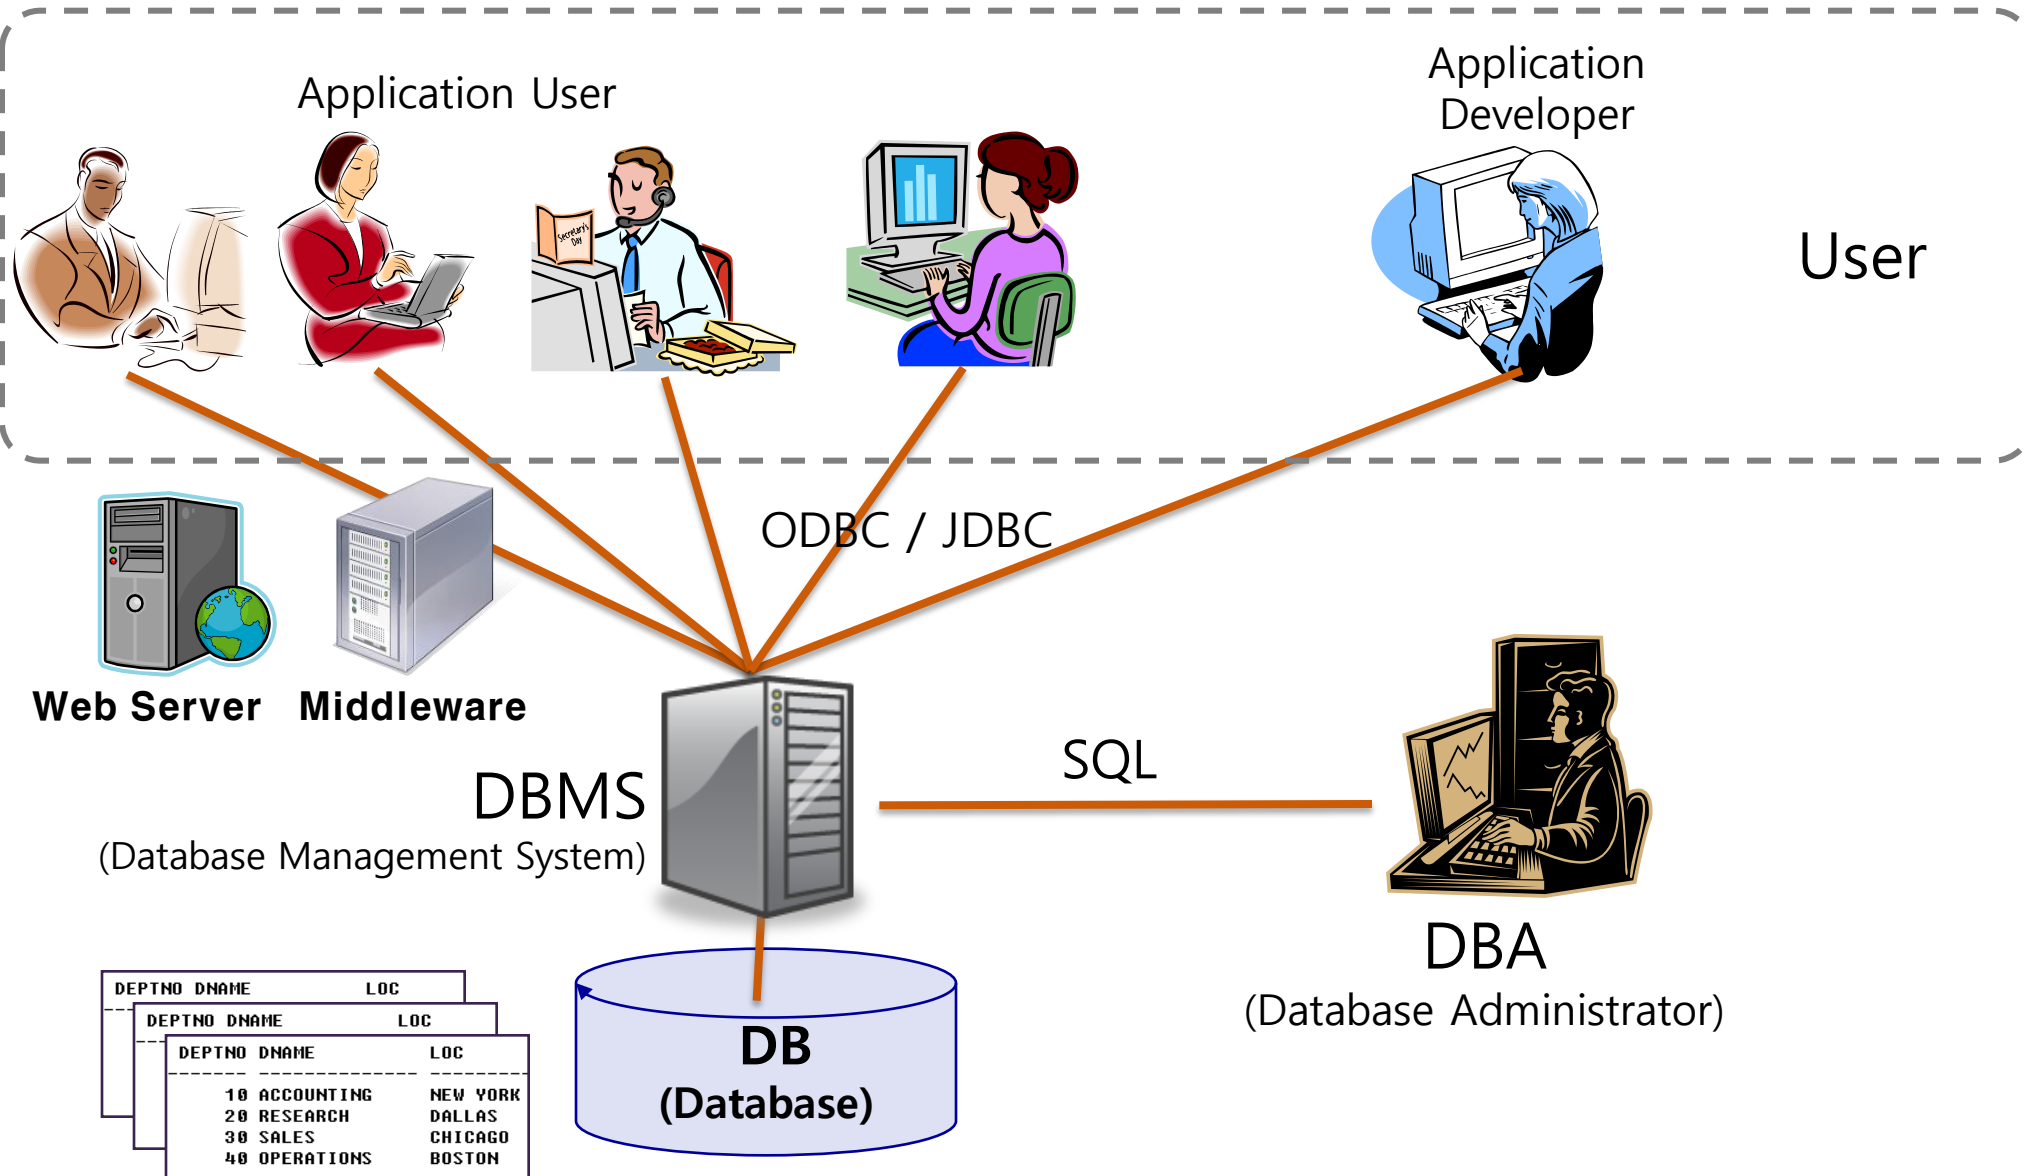 Application User
Application
Developer
Secretary's
Day
User
ODBC / JDBC
Web Server
Middleware
SQL
DBMS
(Database Management System)
DBA
(Database Administrator)
DEPTNO DNAME LOC
DEPTNO DNAME LOC
DEPTNO DNAME LOC
10 ACCOUNTING NEW YORK
20 RESEARCH DALLAS
30 SALES CHICAGO
40 OPERATIONS BOSTON
DB
(Database)